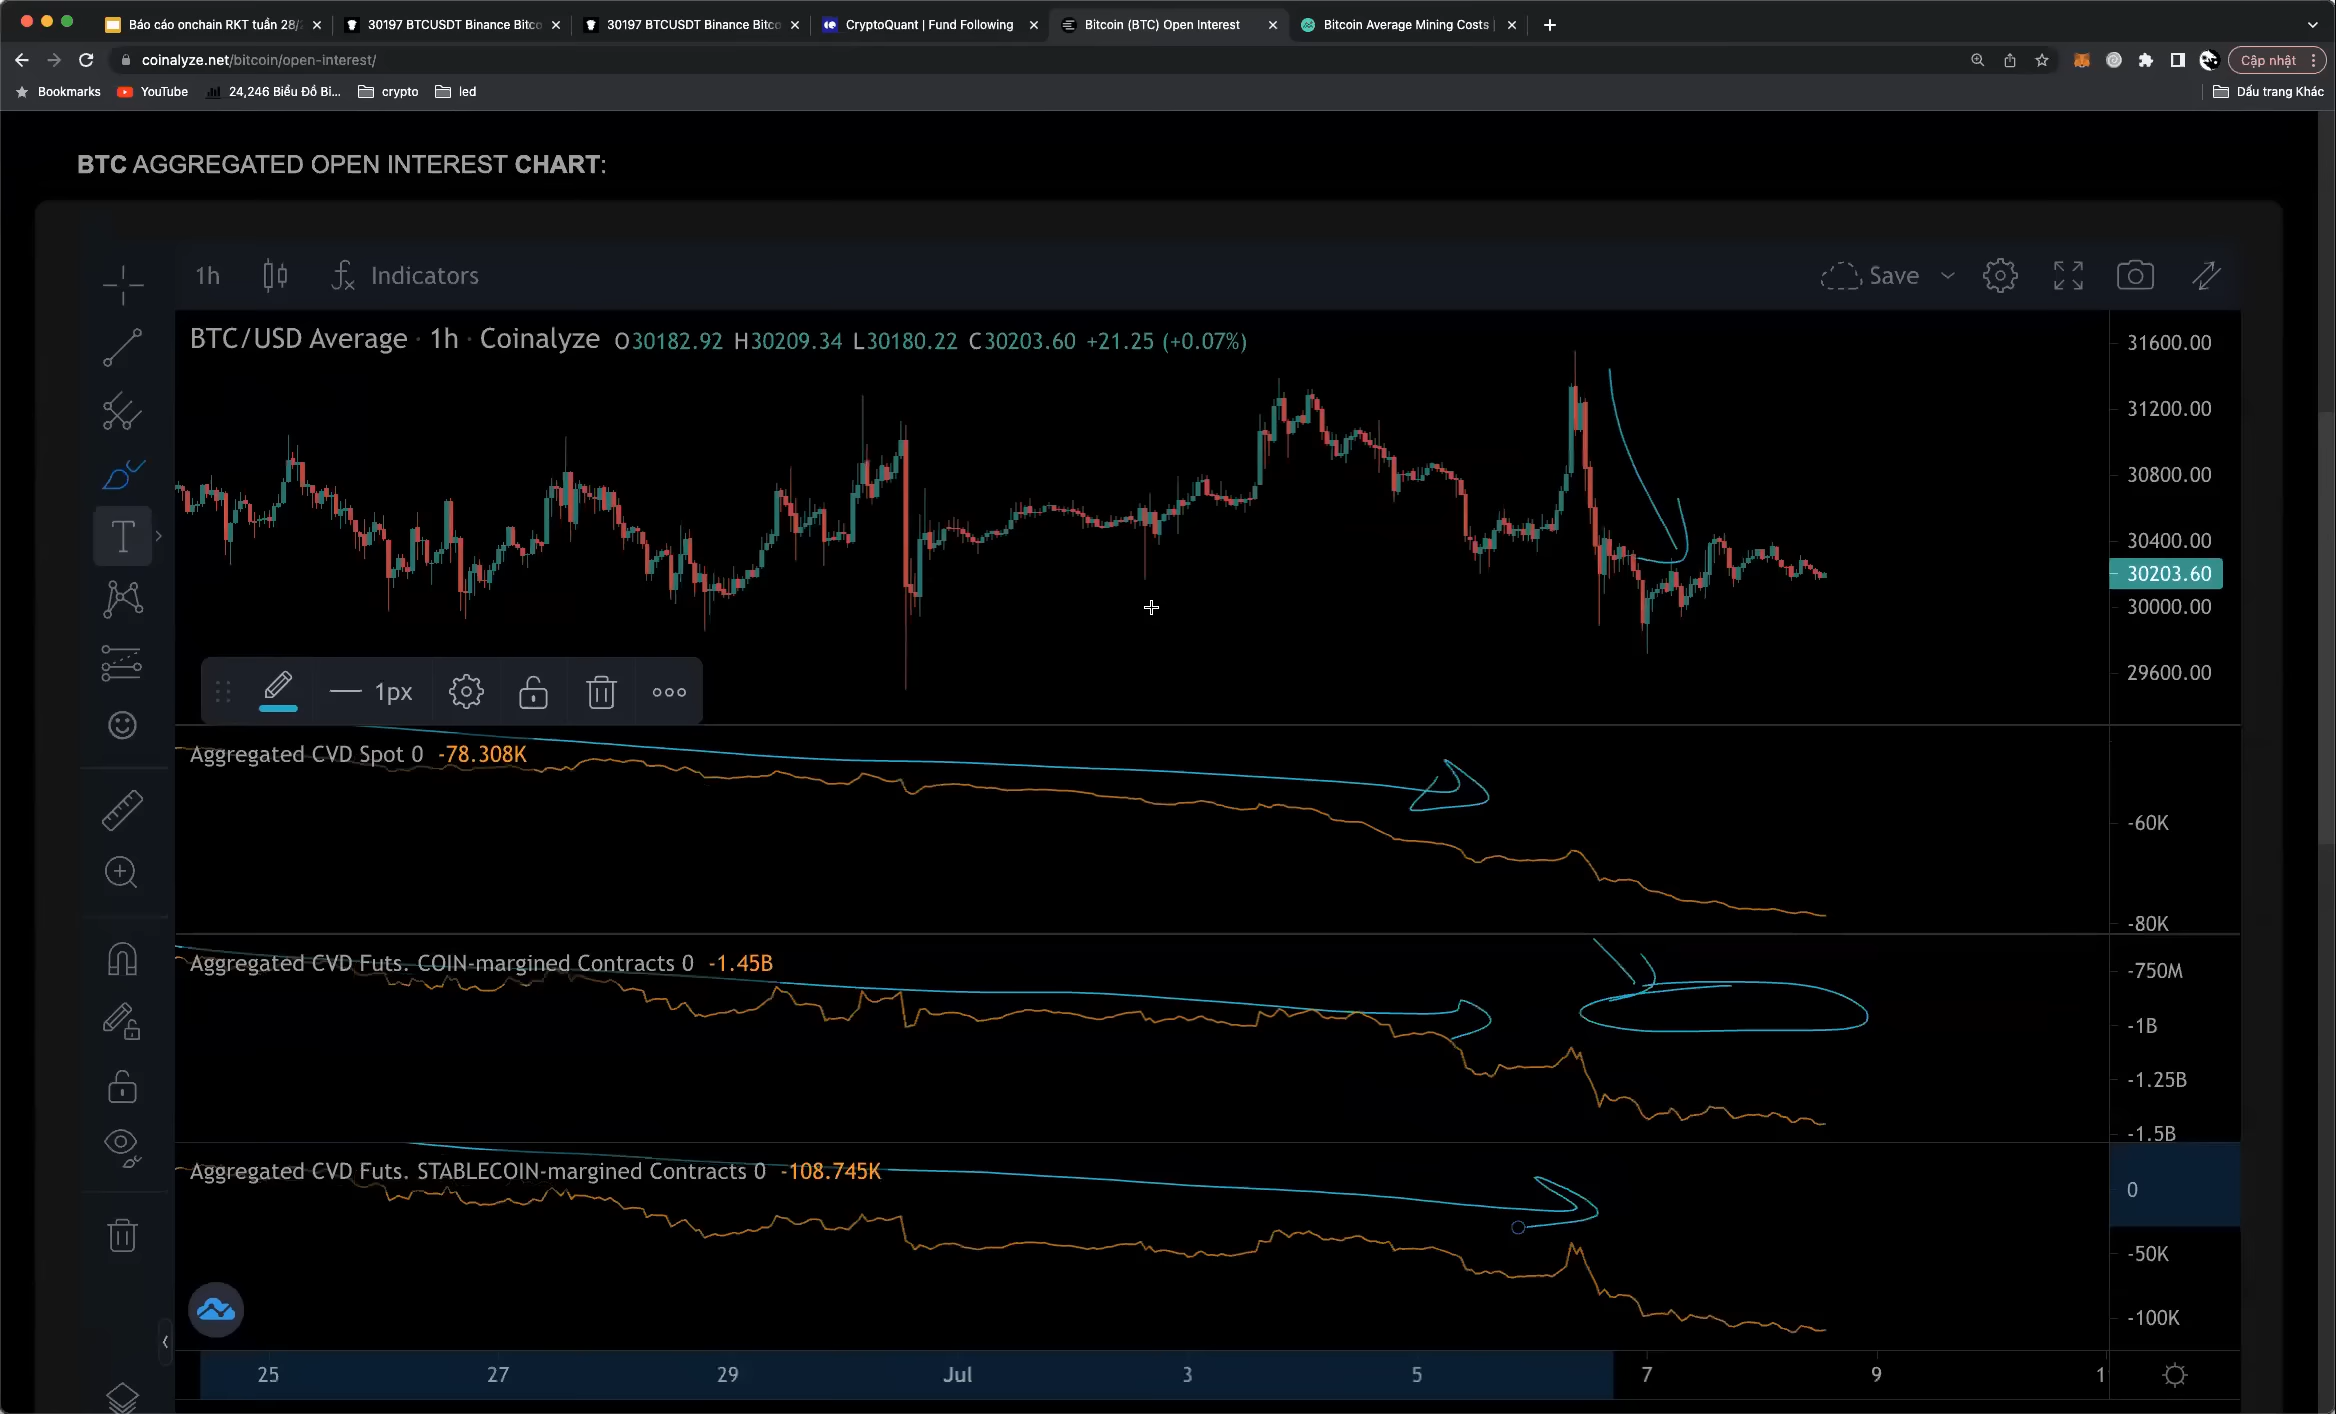 Báo cáo onchain RKT tuần 28/
30197 BTCUSDT Binance Bitco
30197 BTCUSDT Binance Bitco
CryptoQuant | Fund Following
Bitcoin (BTC) Open Interest
Bitcoin Average Mining Costs |
coinalyze.net/bitcoin/open-interest/
Cập nhật
Bookmarks
YouTube
24,246 Biểu Đồ Bi...
crypto
led
Dấu trang Khác
BTC AGGREGATED OPEN INTEREST CHART:
1h
Indicators
Save
BTC/USD Average · 1h · Coinalyze O30182.92 H30209.34 L30180.22 C30203.60 +21.25 (+0.07%)
31600.00
31200.00
30800.00
30400.00
30203.60
30000.00
29600.00
1px
Aggregated CVD Spot 0 -78.308K
-60K
-80K
Aggregated CVD Futs. COIN-margined Contracts 0 -1.45B
-750M
-1B
-1.25B
-1.5B
Aggregated CVD Futs. STABLECOIN-margined Contracts 0 -108.745K
0
-50K
-100K
25 27 29 Jul 3 5 7 9 1